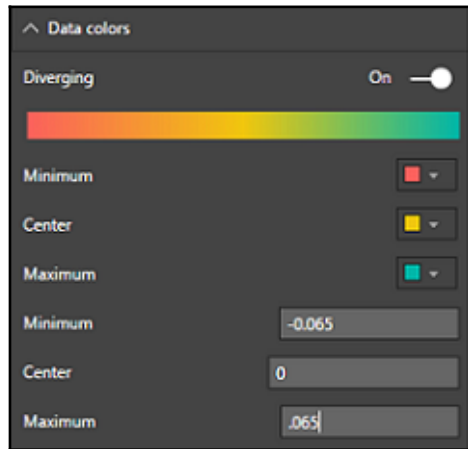 Data colors
Diverging On
Minimum
Center
Maximum
Minimum -0.065
Center 0
Maximum .065